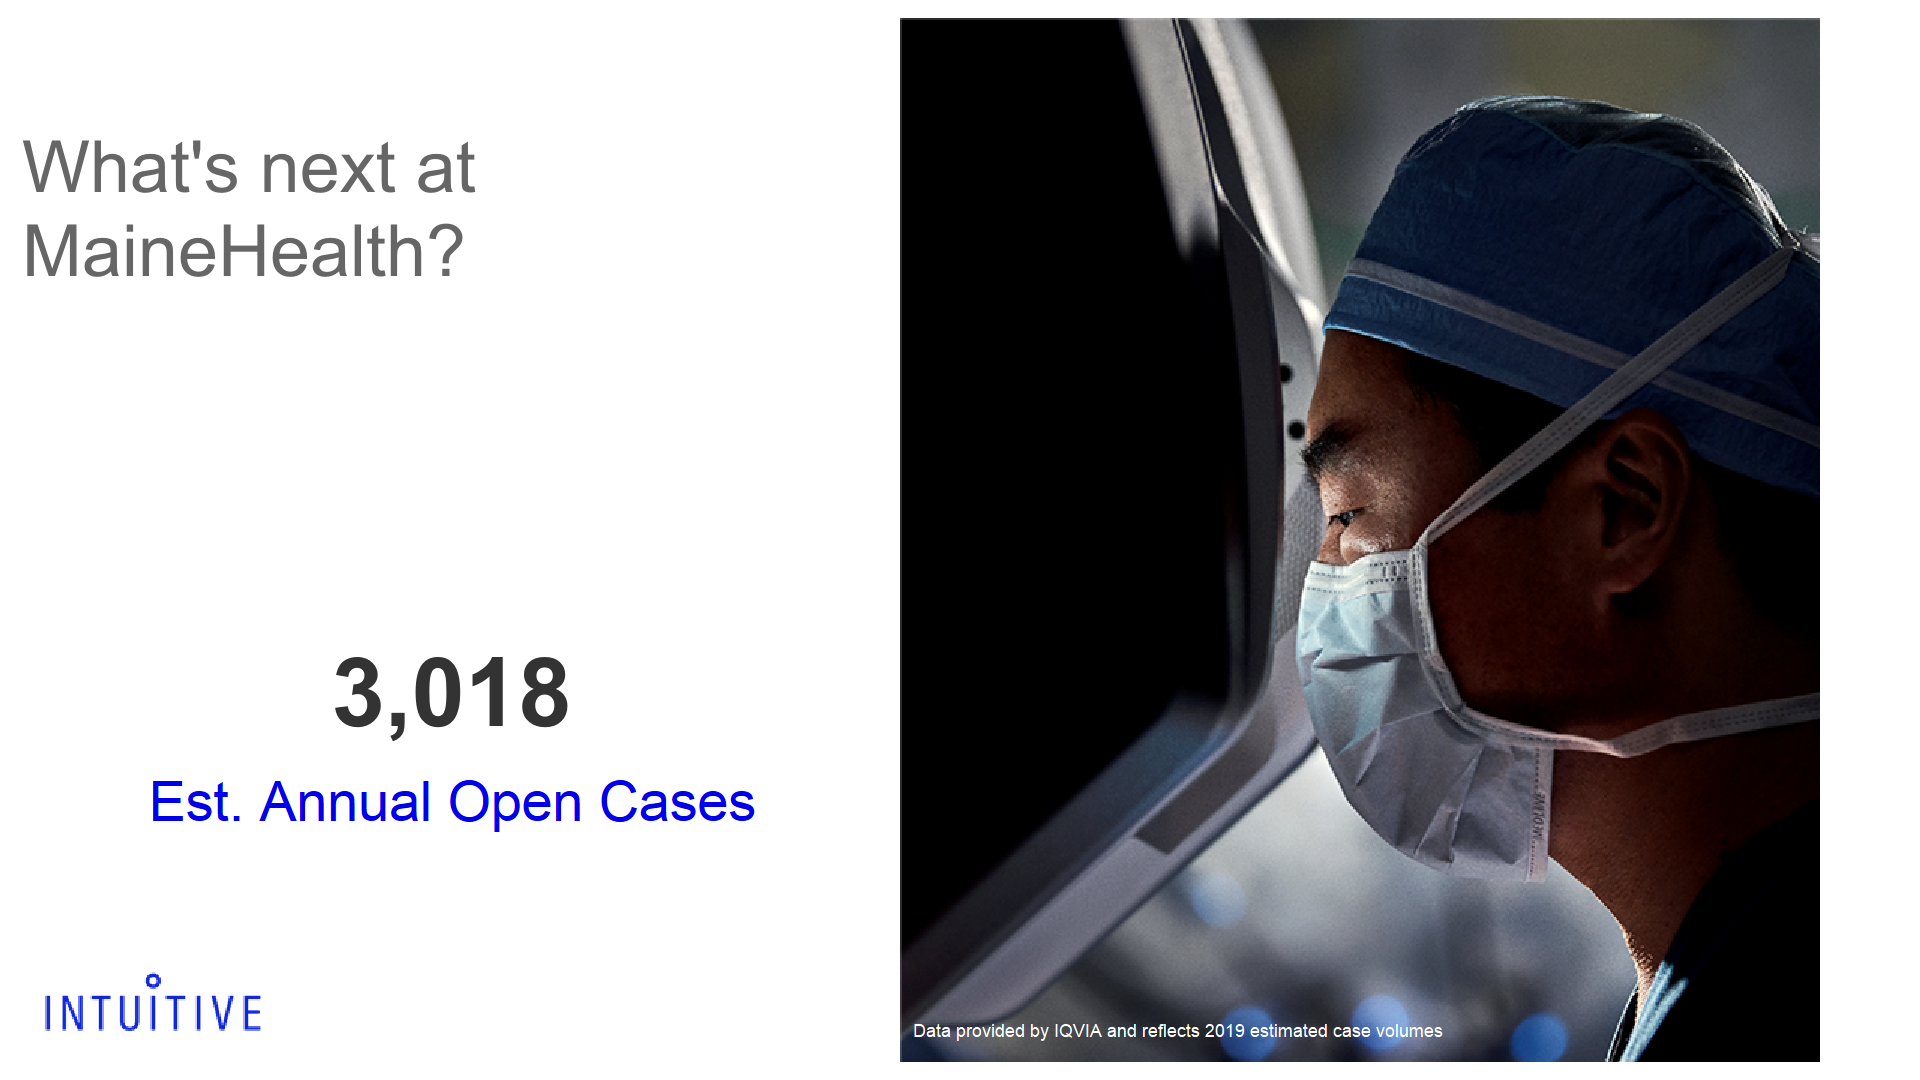 What's next at
MaineHealth?
3,018
Est. Annual Open Cases
INTUITIVE
Data provided by IQVIA and reflects 2019 estimated case volumes
MEDLINE